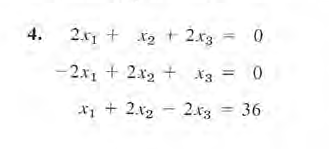 4. 2x₁ + x₂ + 2x₃ = 0
−2x₁ + 2x₂ + x₃ = 0
x₁ + 2x₂ − 2x₃ = 36